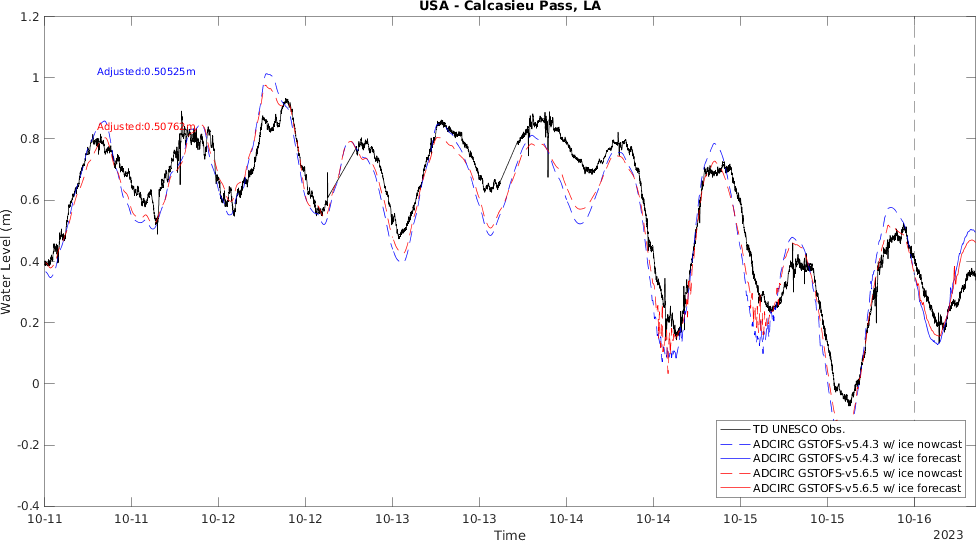 USA - Calcasieu Pass, LA
1.2
1
0.8
0.6
0.4
0.2
0
-0.2
-0.4
Water Level (m)
Adjusted:0.50525m
Adjusted:0.50762m
TD UNESCO Obs.
ADCIRC GSTOFS-v5.4.3 w/ ice nowcast
ADCIRC GSTOFS-v5.4.3 w/ ice forecast
ADCIRC GSTOFS-v5.6.5 w/ ice nowcast
ADCIRC GSTOFS-v5.6.5 w/ ice forecast
10-11 10-11 10-12 10-12 10-13 10-13 10-14 10-14 10-15 10-15 10-16
Time
2023